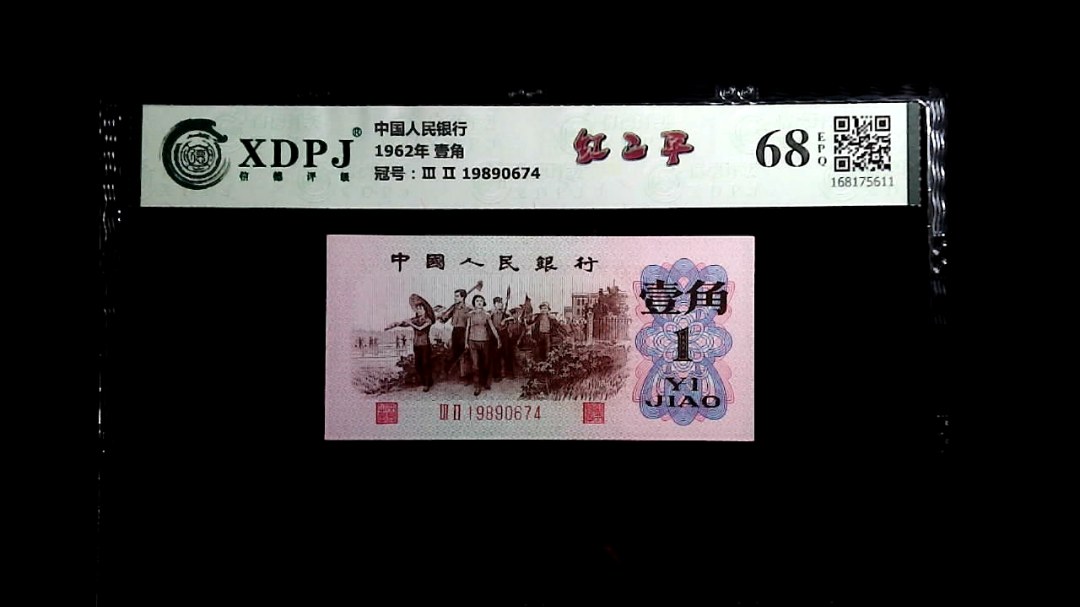 XDPJ®
信德评级
中国人民银行
1962年 壹角
冠号：Ⅲ Ⅱ 19890674
红二平
68
EPQ
168175611
中國人民銀行
壹角
1
YI
JIAO
Ⅲ Ⅱ 19890674